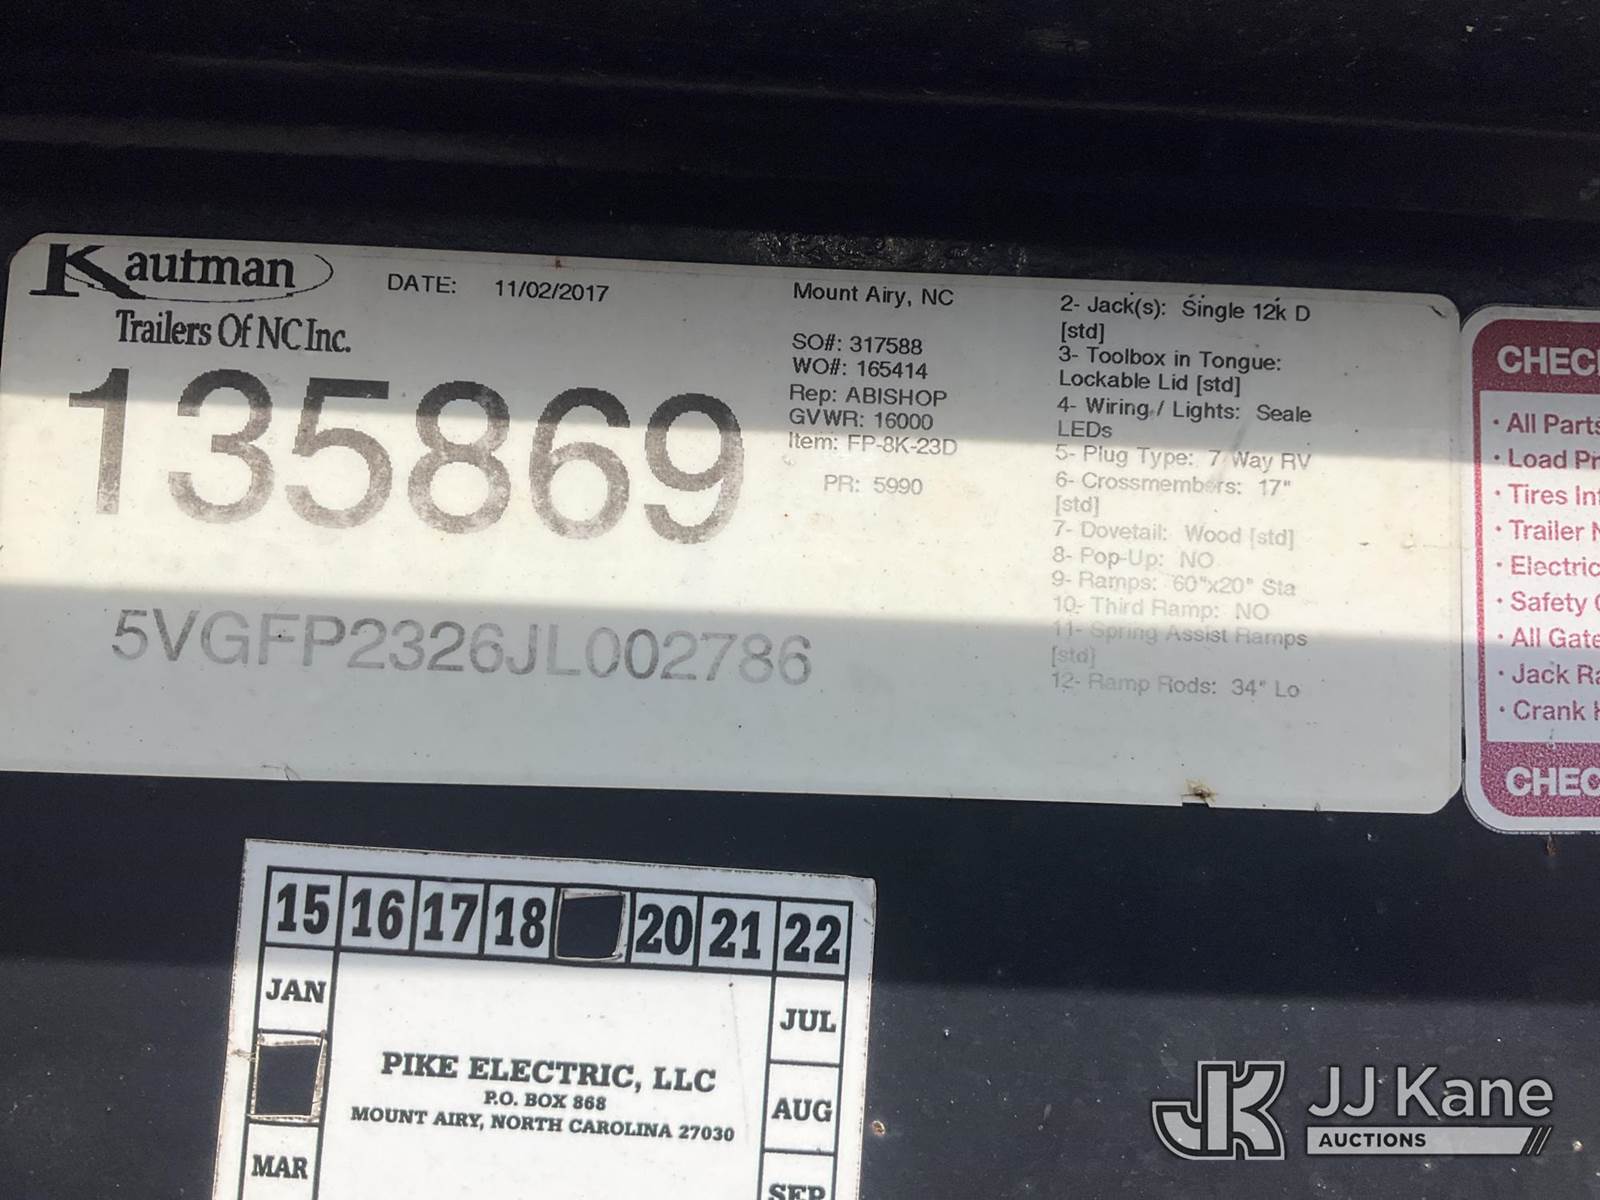 Kaufman
Trailers Of NC Inc.
DATE: 11/02/2017
135869
5VGFP2326JL002786
Mount Airy, NC
SO#: 317588
WO#: 165414
Rep: ABISHOP
GVWR: 16000
Item: FP-8K-23D
PR: 5990
2- Jack(s): Single 12k D
[std]
3- Toolbox in Tongue:
Lockable Lid [std]
4- Wiring / Lights: Seale
LEDs
5- Plug Type: 7 Way RV
6- Crossmembers: 17"
[std]
7- Dovetail: Wood [std]
8- Pop-Up: NO
9- Ramps: 60"x20" Sta
10- Third Ramp: NO
11- Spring Assist Ramps
[std]
12- Ramp Rods: 34" Lo
CHEC
• All Parts
• Load Pr
• Tires Inf
• Trailer N
• Electric
• Safety C
• All Gate
• Jack Ra
• Crank H
CHEC
15 16 17 18 20 21 22
JAN
MAR
JUL
AUG
SEP
PIKE ELECTRIC, LLC
P.O. BOX 868
MOUNT AIRY, NORTH CAROLINA 27030
JK JJ Kane
AUCTIONS